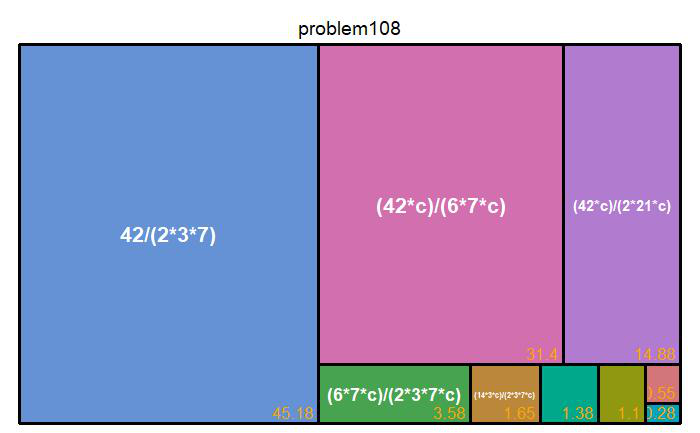 problem108
42/(2*3*7)
45.18
(42*c)/(6*7*c)
31.4
(42*c)/(2*21*c)
14.88
(6*7*c)/(2*3*7*c)
3.58
(14*3*c)/(2*3*7*c)
1.65
1.38
1.1
0.55
0.28